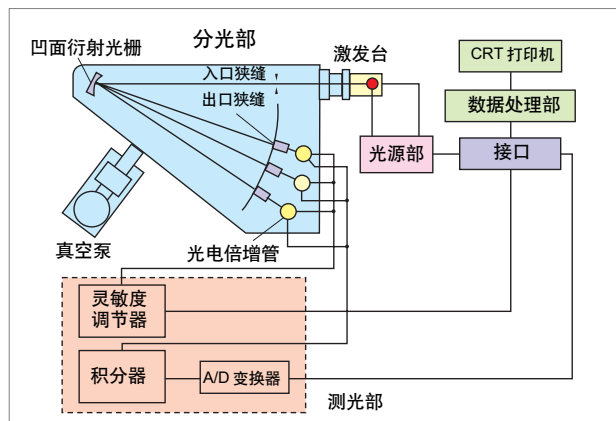 凹面衍射光栅
分光部
激发台
入口狭缝
出口狭缝
CRT 打印机
数据处理部
光源部
接口
真空泵
光电倍增管
灵敏度
调节器
积分器
A/D 变换器
测光部